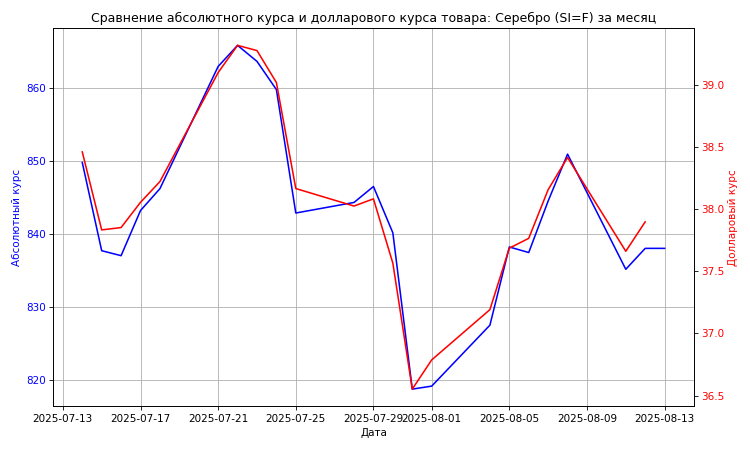 Сравнение абсолютного курса и долларового курса товара: Серебро (SI=F) за месяц
860
850
840
830
820
Абсолютный курс
39.0
38.5
38.0
37.5
37.0
36.5
Долларовый курс
2025-07-13 2025-07-17 2025-07-21 2025-07-25 2025-07-29 2025-08-01 2025-08-05 2025-08-09 2025-08-13
Дата